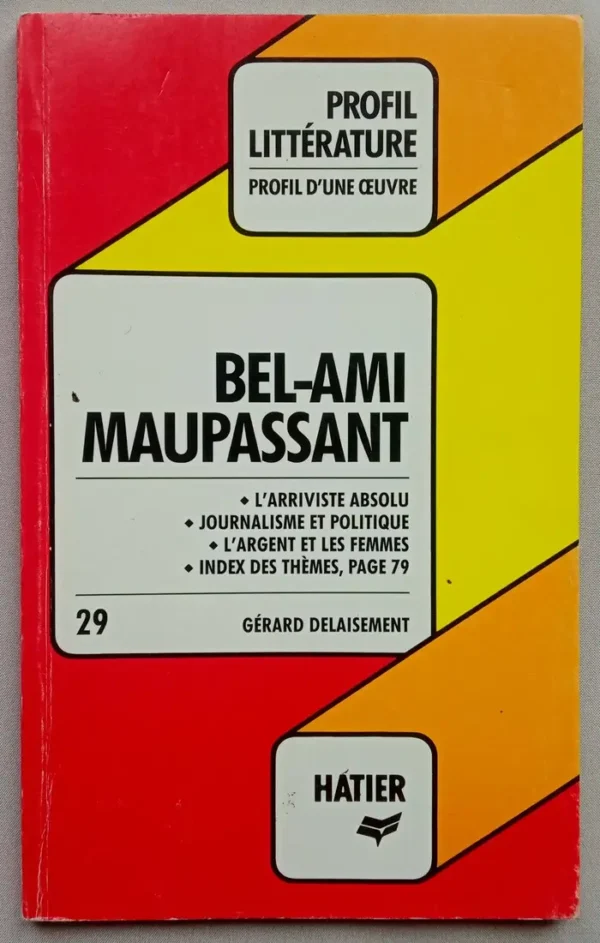 PROFIL
LITTÉRATURE
PROFIL D'UNE ŒUVRE
BEL-AMI
MAUPASSANT
◆ L'ARRIVISTE ABSOLU
◆ JOURNALISME ET POLITIQUE
◆ L'ARGENT ET LES FEMMES
◆ INDEX DES THÈMES, PAGE 79
29 GÉRARD DELAISEMENT
HATIER